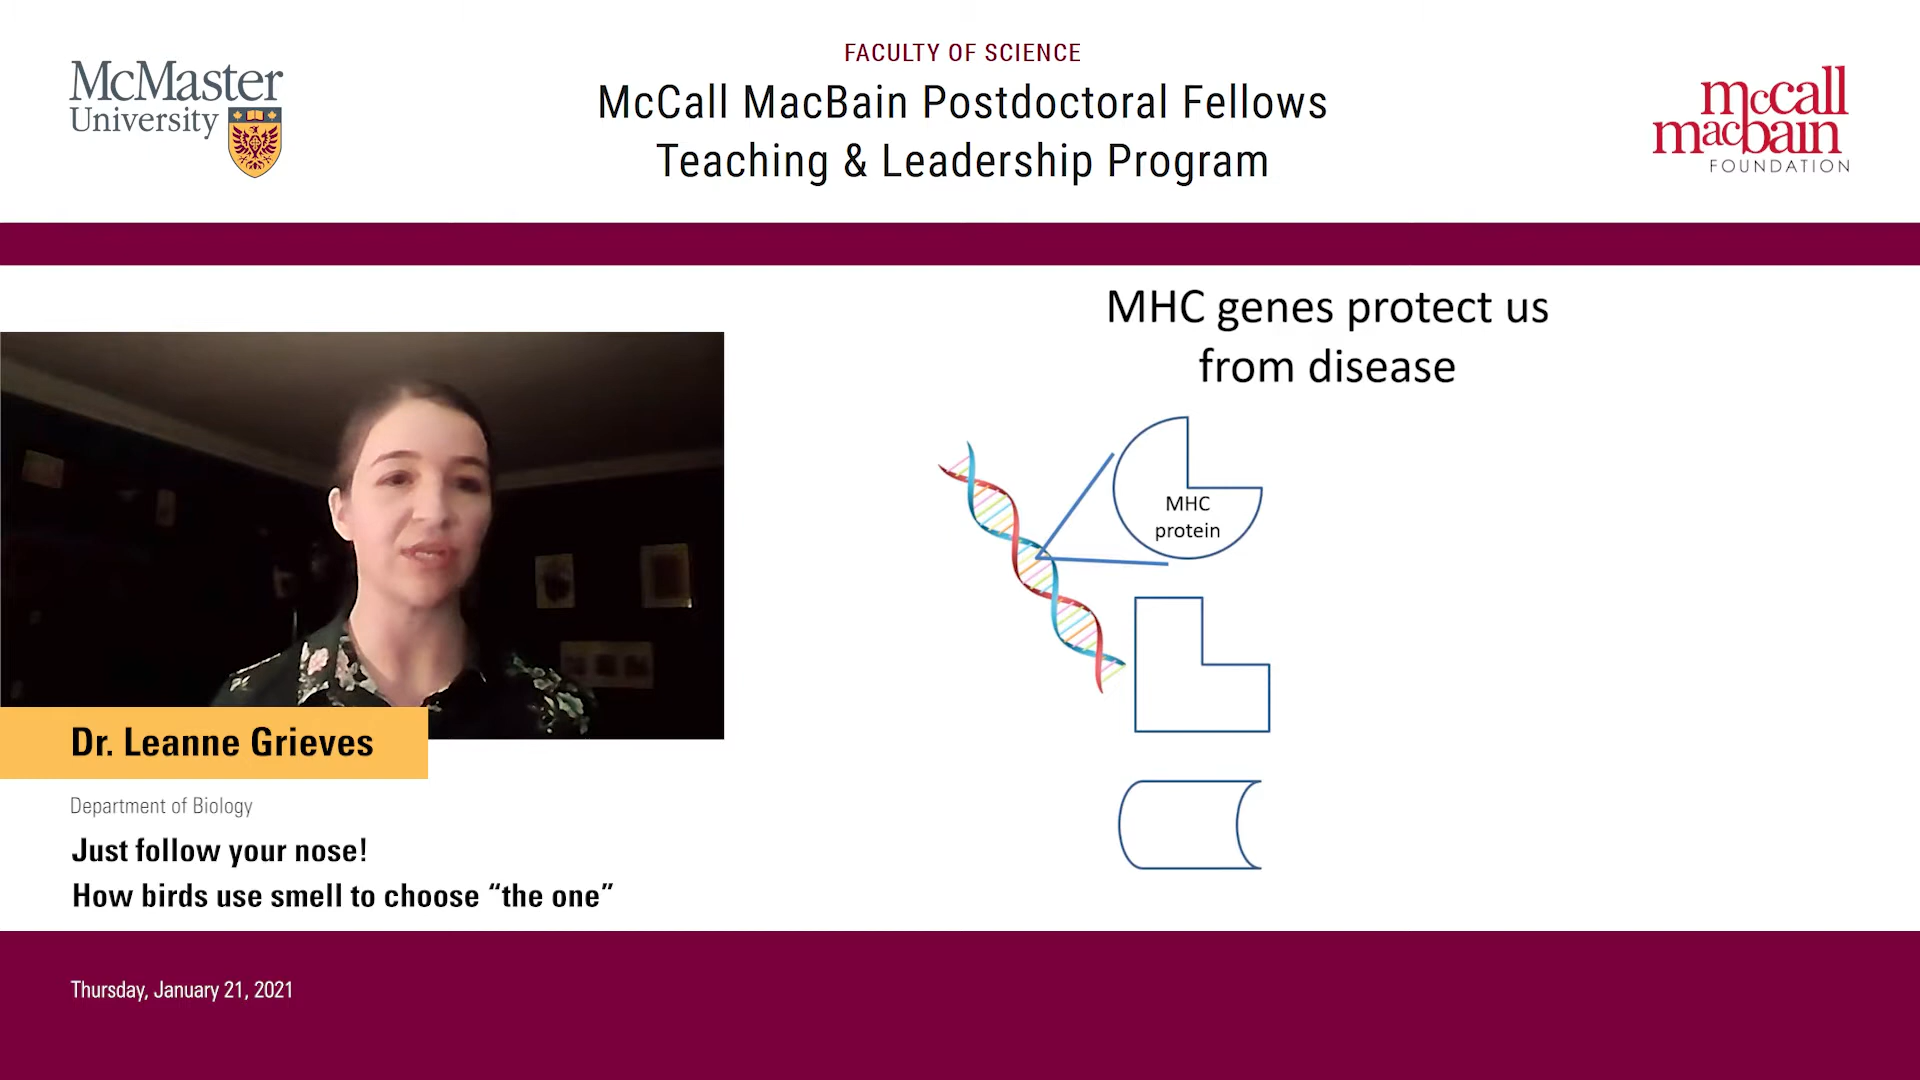 McMaster
University
FACULTY OF SCIENCE
McCall MacBain Postdoctoral Fellows
Teaching & Leadership Program
mccall
macbain
FOUNDATION
MHC genes protect us
from disease
MHC
protein
Dr. Leanne Grieves
Department of Biology
Just follow your nose!
How birds use smell to choose “the one”
Thursday, January 21, 2021